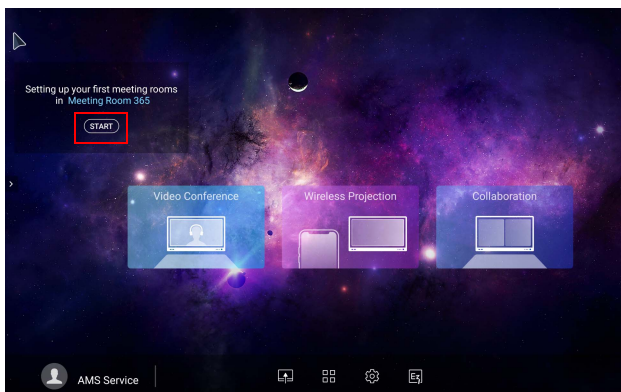 Setting up your first meeting rooms
in Meeting Room 365
START
Video Conference
Wireless Projection
Collaboration
AMS Service